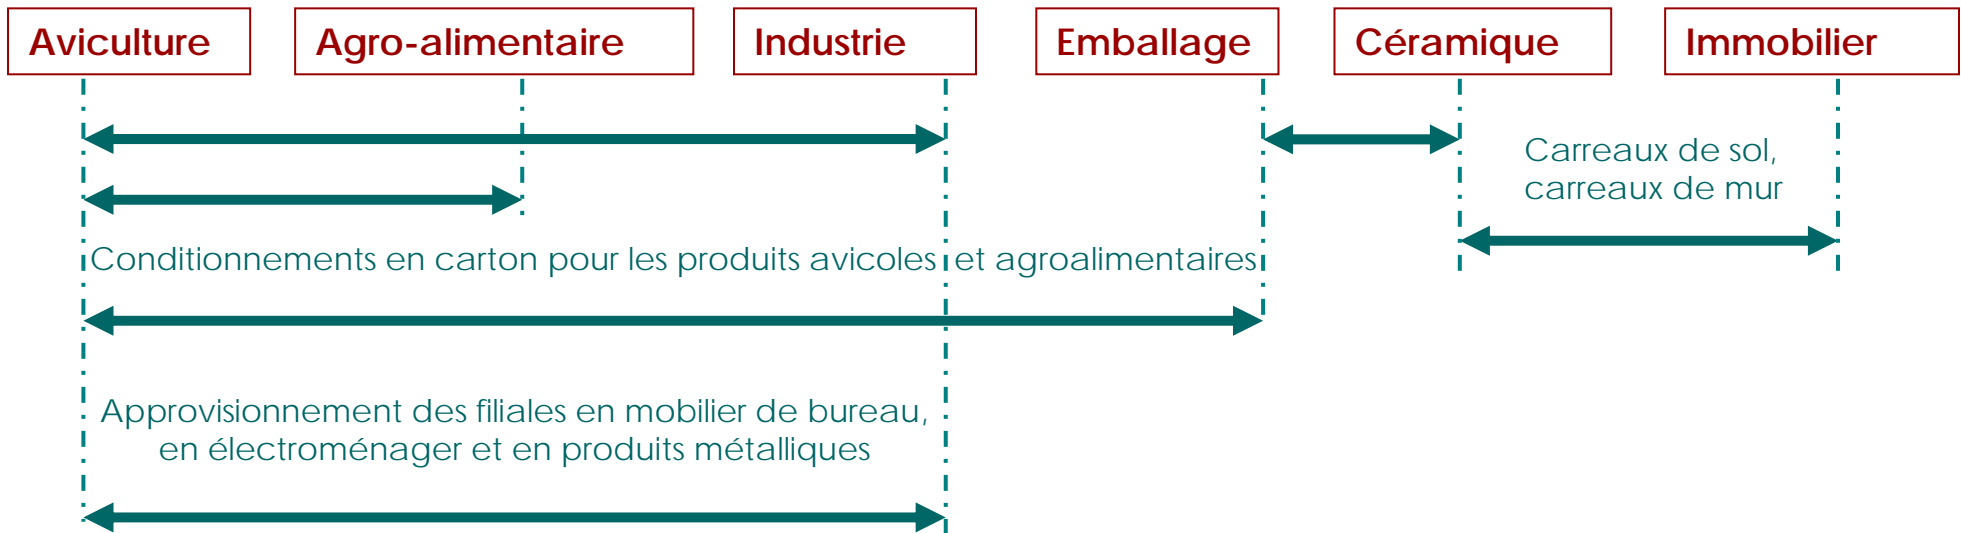 Aviculture
Agro-alimentaire
Industrie
Emballage
Céramique
Immobilier
Carreaux de sol,
carreaux de mur
Conditionnements en carton pour les produits avicoles et agroalimentaires
Approvisionnement des filiales en mobilier de bureau,
en électroménager et en produits métalliques